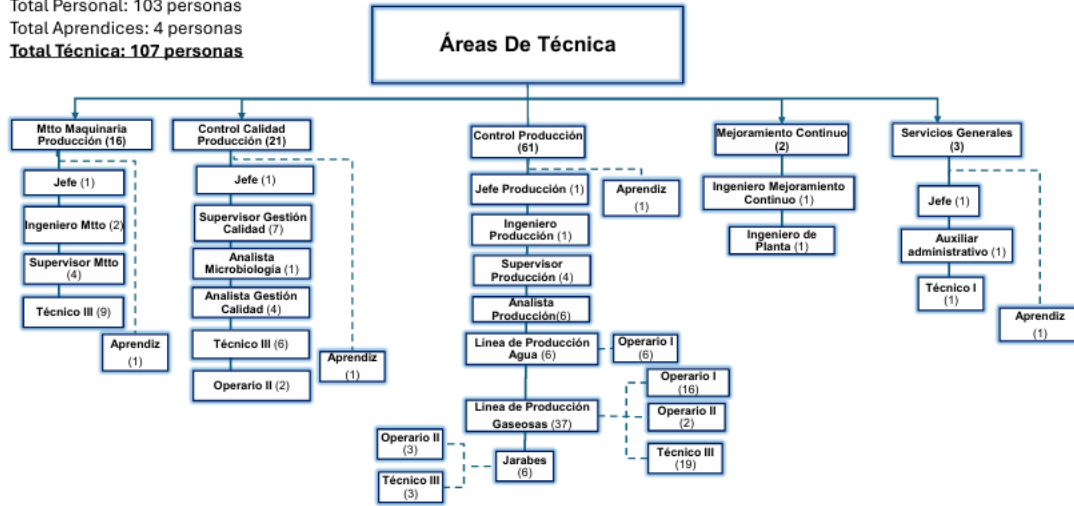 Total Personal: 103 personas
Total Aprendices: 4 personas
Total Técnica: 107 personas
Áreas De Técnica
Mtto Maquinaria
Producción (16)
Jefe (1)
Ingeniero Mtto (2)
Supervisor Mtto
(4)
Técnico III (9)
Aprendiz
(1)
Control Calidad
Producción (21)
Jefe (1)
Supervisor Gestión
Calidad (7)
Analista
Microbiología (1)
Analista Gestión
Calidad (4)
Técnico III (6)
Operario II (2)
Aprendiz
(1)
Control Producción
(61)
Jefe Producción (1)
Aprendiz
(1)
Ingeniero
Producción (1)
Supervisor
Producción (4)
Analista
Producción(6)
Línea de Producción
Agua (6)
Operario I
(6)
Línea de Producción
Gaseosas (37)
Operario I
(16)
Operario II
(2)
Técnico III
(19)
Jarabes
(6)
Operario II
(3)
Técnico III
(3)
Mejoramiento Continuo
(2)
Ingeniero Mejoramiento
Continuo (1)
Ingeniero de
Planta (1)
Servicios Generales
(3)
Jefe (1)
Auxiliar
administrativo (1)
Técnico I
(1)
Aprendiz
(1)